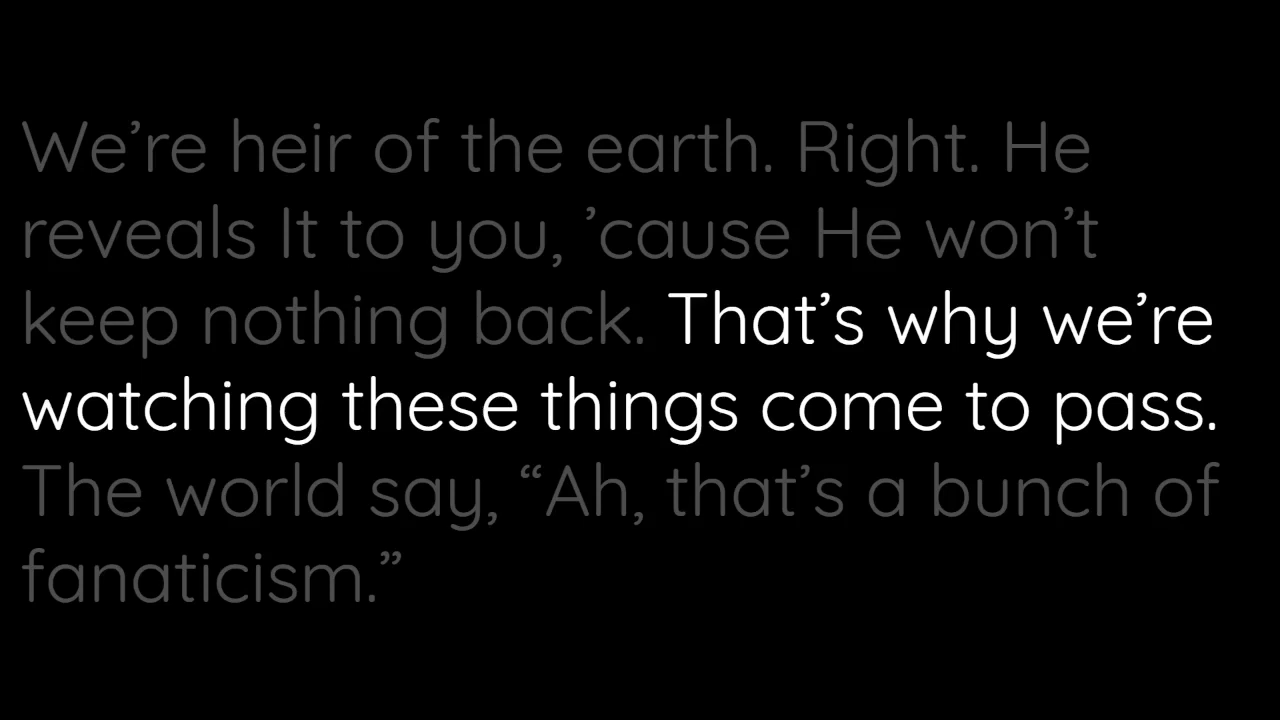 We’re heir of the earth. Right. He
reveals It to you, ’cause He won’t
keep nothing back. That’s why we’re
watching these things come to pass.
The world say, “Ah, that’s a bunch of
fanaticism.”